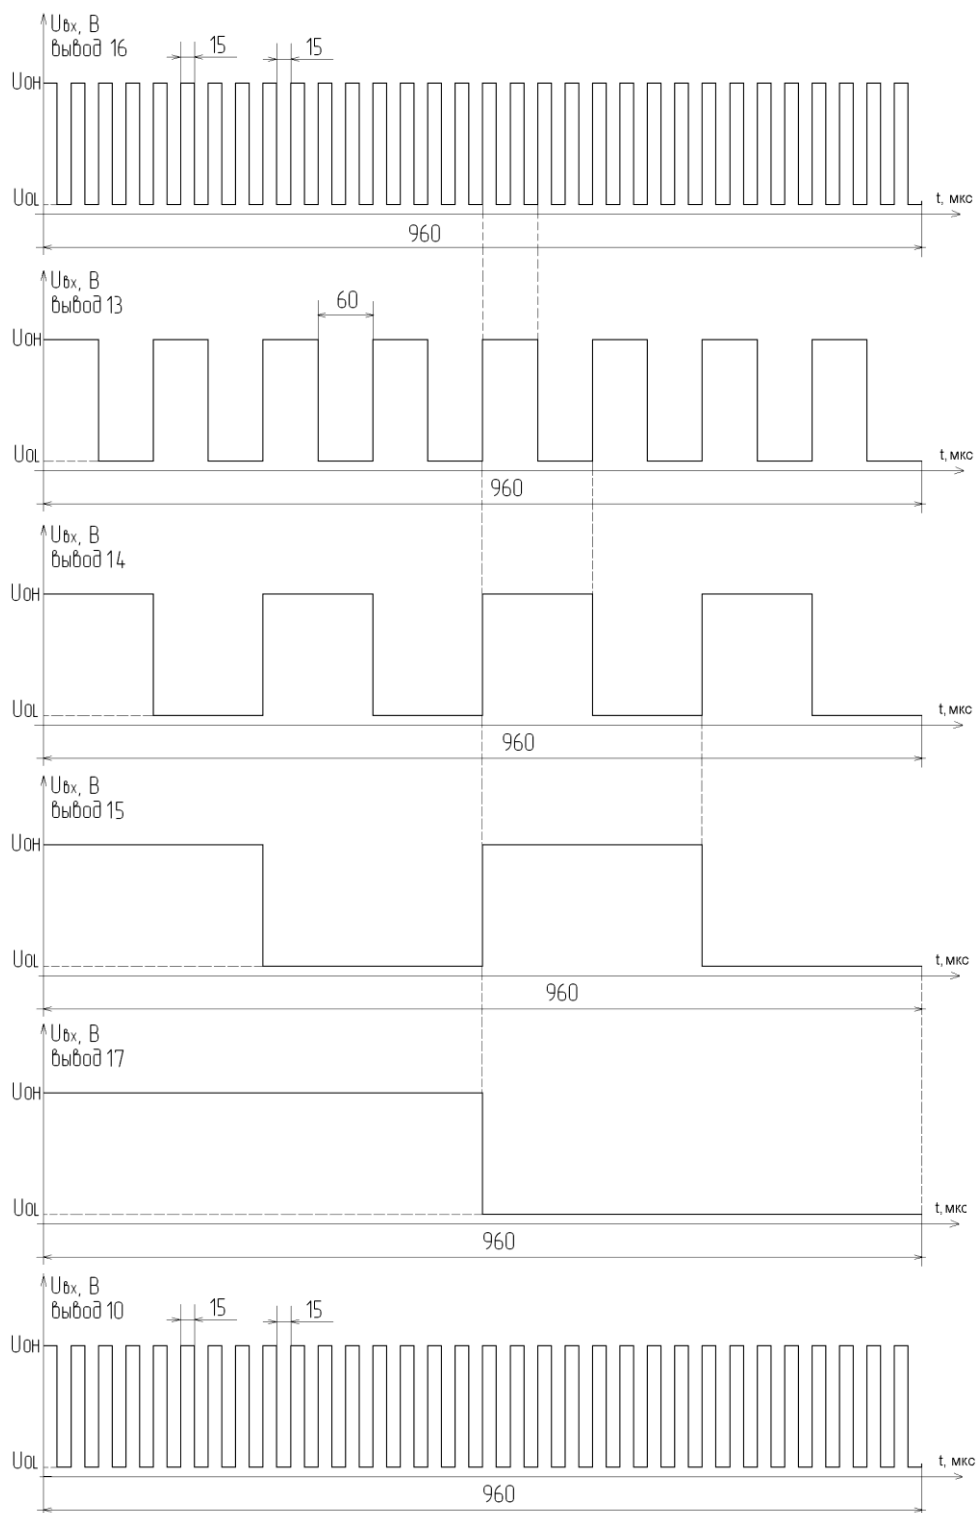 Uвх, В
вывод 16
15
15
UOH
UOL
t, мкс
960
Uвх, В
вывод 13
60
UOH
UOL
t, мкс
960
Uвх, В
вывод 14
UOH
UOL
t, мкс
960
Uвх, В
вывод 15
UOH
UOL
t, мкс
960
Uвх, В
вывод 17
UOH
UOL
t, мкс
960
Uвх, В
вывод 10
15
15
UOH
UOL
t, мкс
960